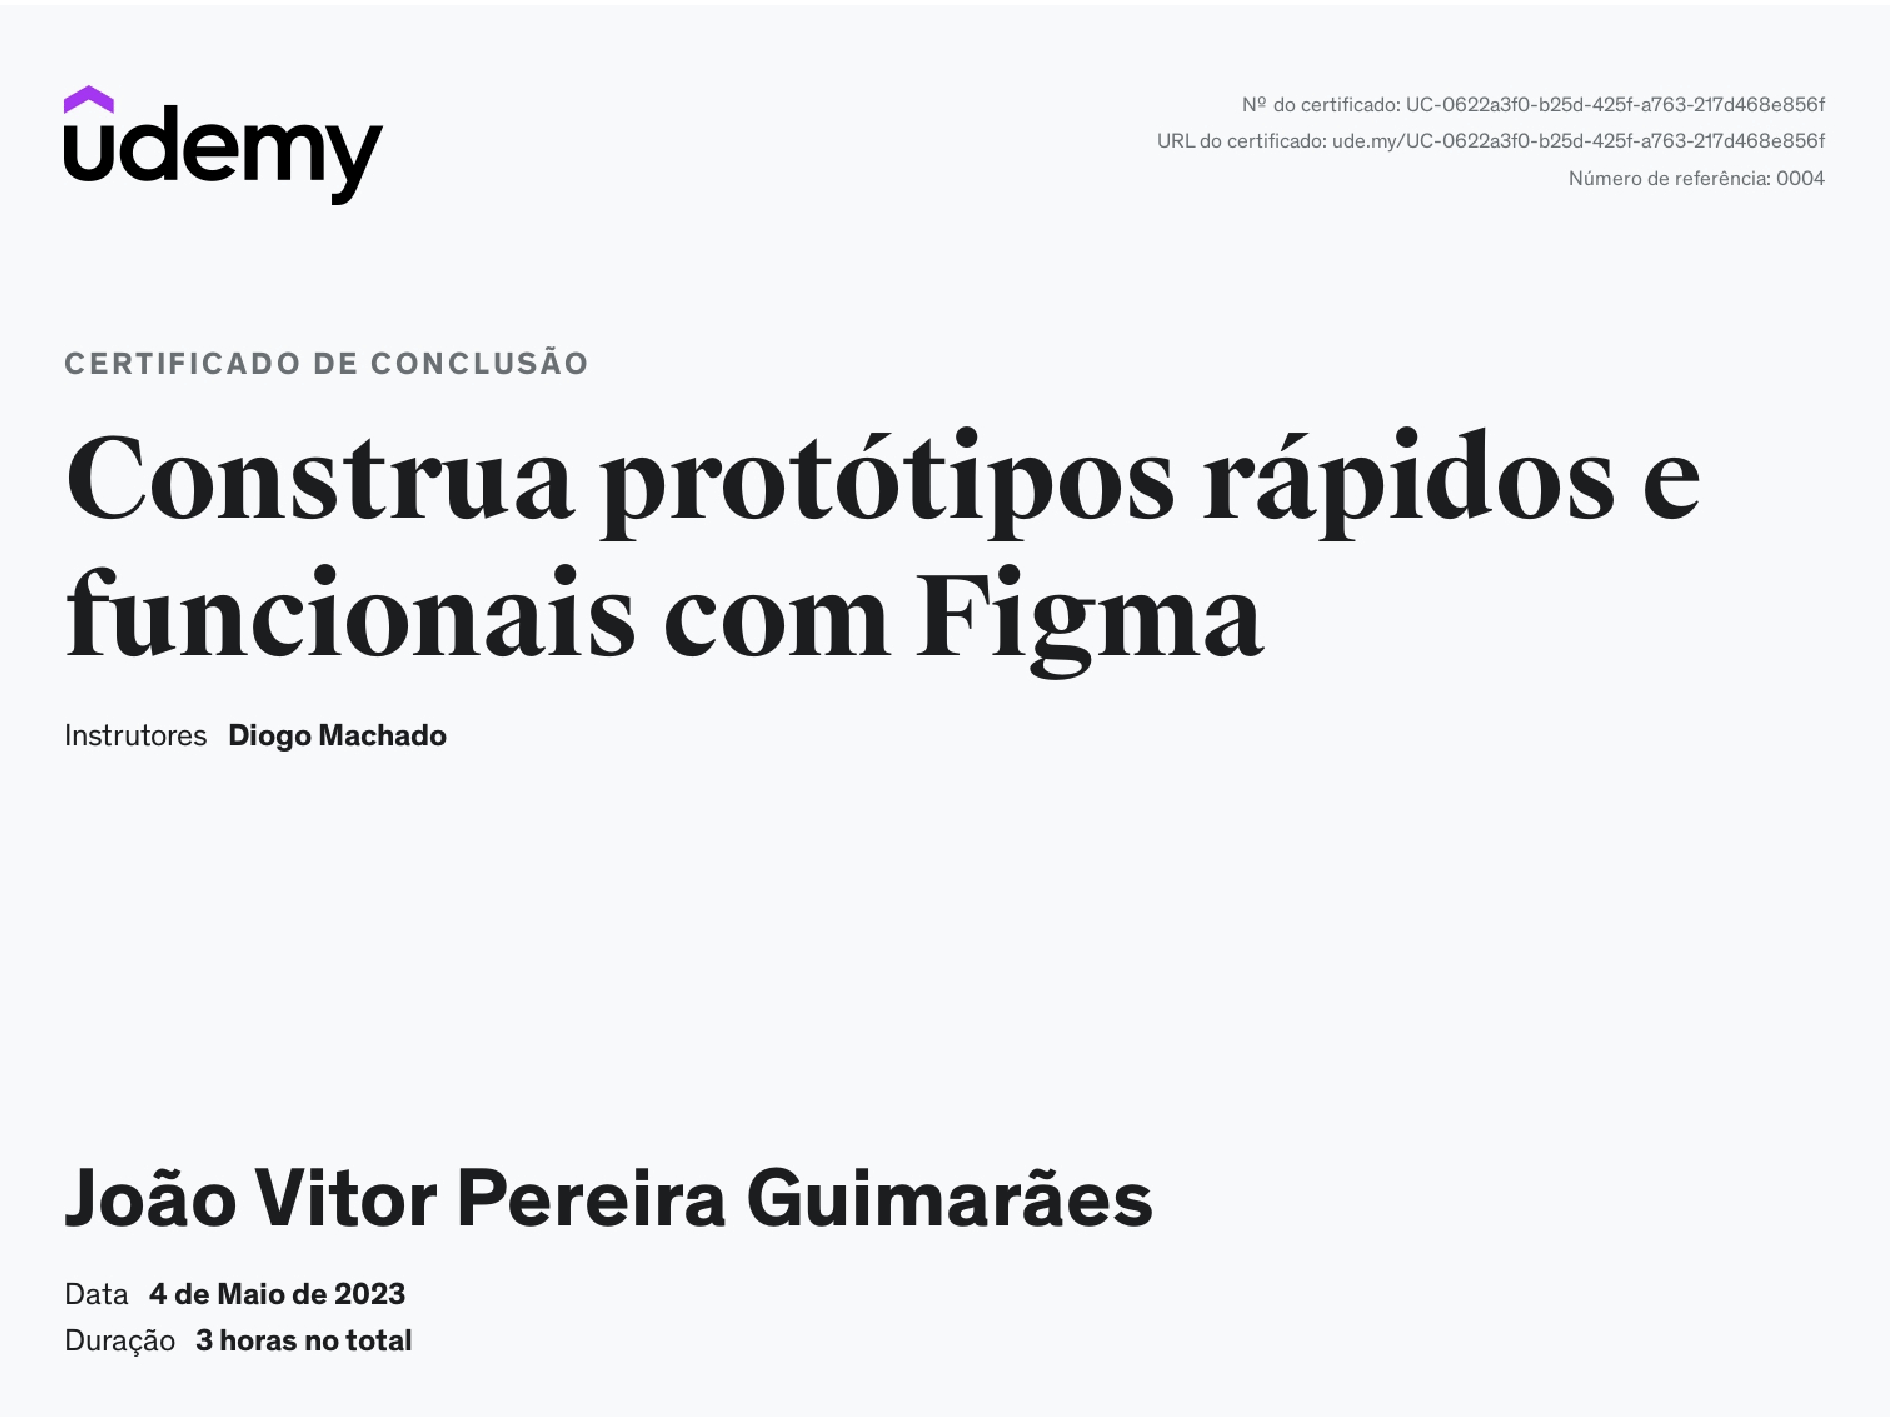 udemy
Nº do certificado: UC-0622a3f0-b25d-425f-a763-217d468e856f
URL do certificado: ude.my/UC-0622a3f0-b25d-425f-a763-217d468e856f
Número de referência: 0004
CERTIFICADO DE CONCLUSÃO
Construa protótipos rápidos e
funcionais com Figma
Instrutores Diogo Machado
João Vitor Pereira Guimarães
Data 4 de Maio de 2023
Duração 3 horas no total